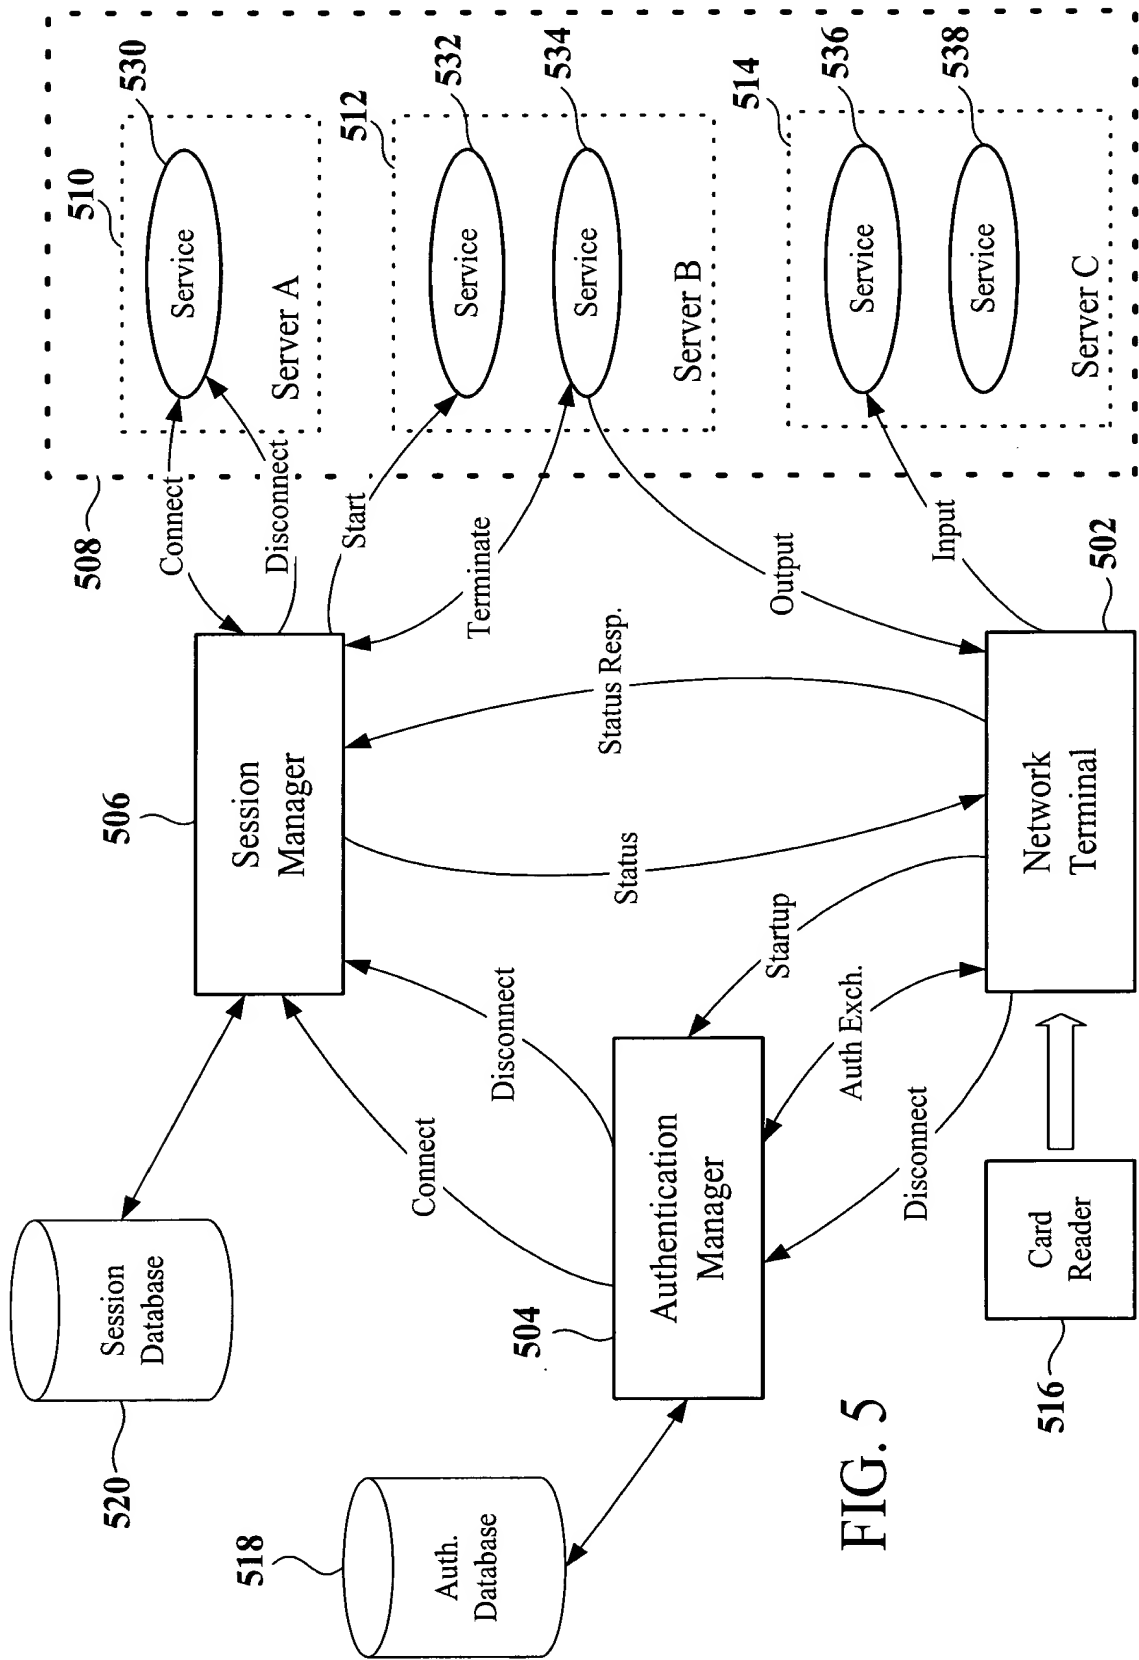 520
Session
Database
518
Auth.
Database
506
Session
Manager
504
Authentication
Manager
516
Card
Reader
Network
Terminal
502
508
510
530
Service
Server A
512
532
Service
534
Service
Server B
514
536
Service
538
Service
Server C
Connect
Disconnect
Start
Terminate
Output
Input
Status Resp.
Status
Startup
Auth Exch.
Disconnect
Disconnect
Connect
FIG. 5